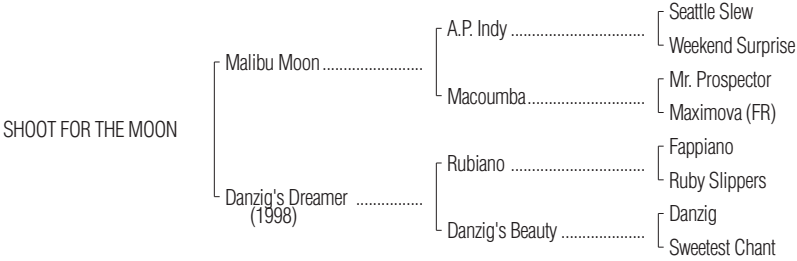 SHOOT FOR THE MOON
Malibu Moon ........................
Danzig's Dreamer ................
(1998)
A.P. Indy ................................
Macoumba ............................
Rubiano ................................
Danzig's Beauty ....................
Seattle Slew
Weekend Surprise
Mr. Prospector
Maximova (FR)
Fappiano
Ruby Slippers
Danzig
Sweetest Chant